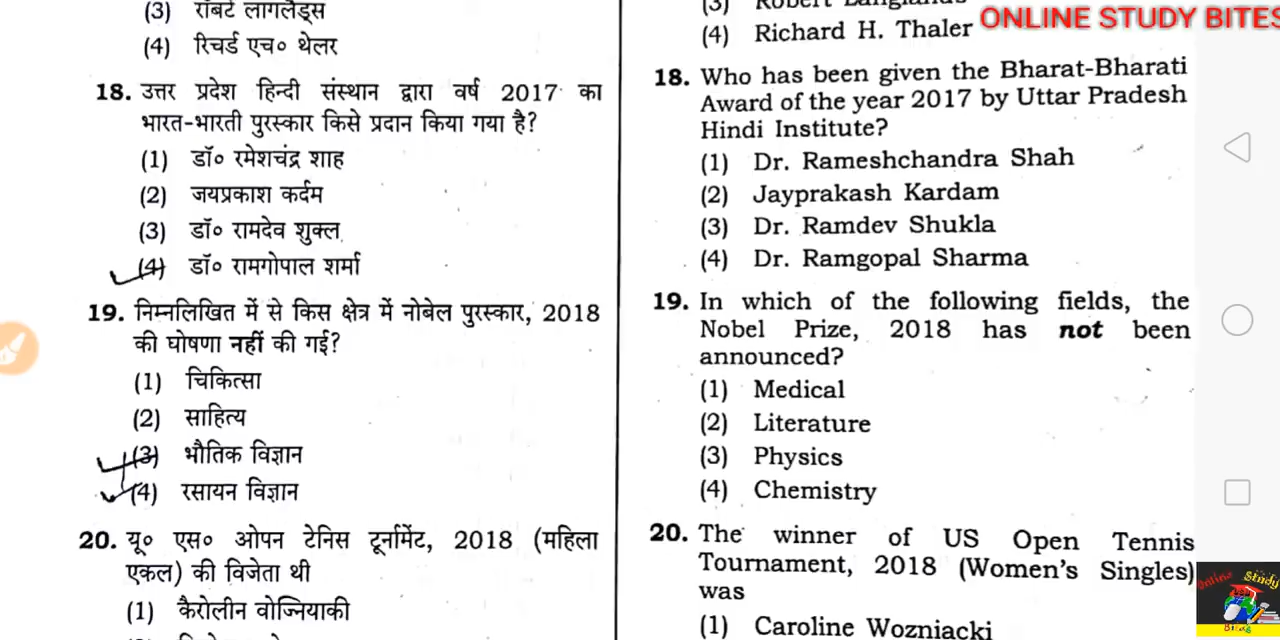 (3) रॉबर्ट लागलैंड्स
(4) रिचर्ड एच० थेलर
18. उत्तर प्रदेश हिन्दी संस्थान द्वारा वर्ष 2017 का
भारत-भारती पुरस्कार किसे प्रदान किया गया है?
(1) डॉ० रमेशचंद्र शाह
(2) जयप्रकाश कर्दम
(3) डॉ० रामदेव शुक्ल
(4) डॉ० रामगोपाल शर्मा
19. निम्नलिखित में से किस क्षेत्र में नोबेल पुरस्कार, 2018
की घोषणा नहीं की गई?
(1) चिकित्सा
(2) साहित्य
(3) भौतिक विज्ञान
(4) रसायन विज्ञान
20. यू० एस० ओपन टेनिस टूर्नामेंट, 2018 (महिला
एकल) की विजेता थी
(1) कैरोलीन वोज्नियाकी
(3) Robert Langlands
ONLINE STUDY BITES
(4) Richard H. Thaler
18. Who has been given the Bharat-Bharati
Award of the year 2017 by Uttar Pradesh
Hindi Institute?
(1) Dr. Rameshchandra Shah
(2) Jayprakash Kardam
(3) Dr. Ramdev Shukla
(4) Dr. Ramgopal Sharma
19. In which of the following fields, the
Nobel Prize, 2018 has not been
announced?
(1) Medical
(2) Literature
(3) Physics
(4) Chemistry
20. The winner of US Open Tennis
Tournament, 2018 (Women's Singles)
was
(1) Caroline Wozniacki
Online Study
Bites